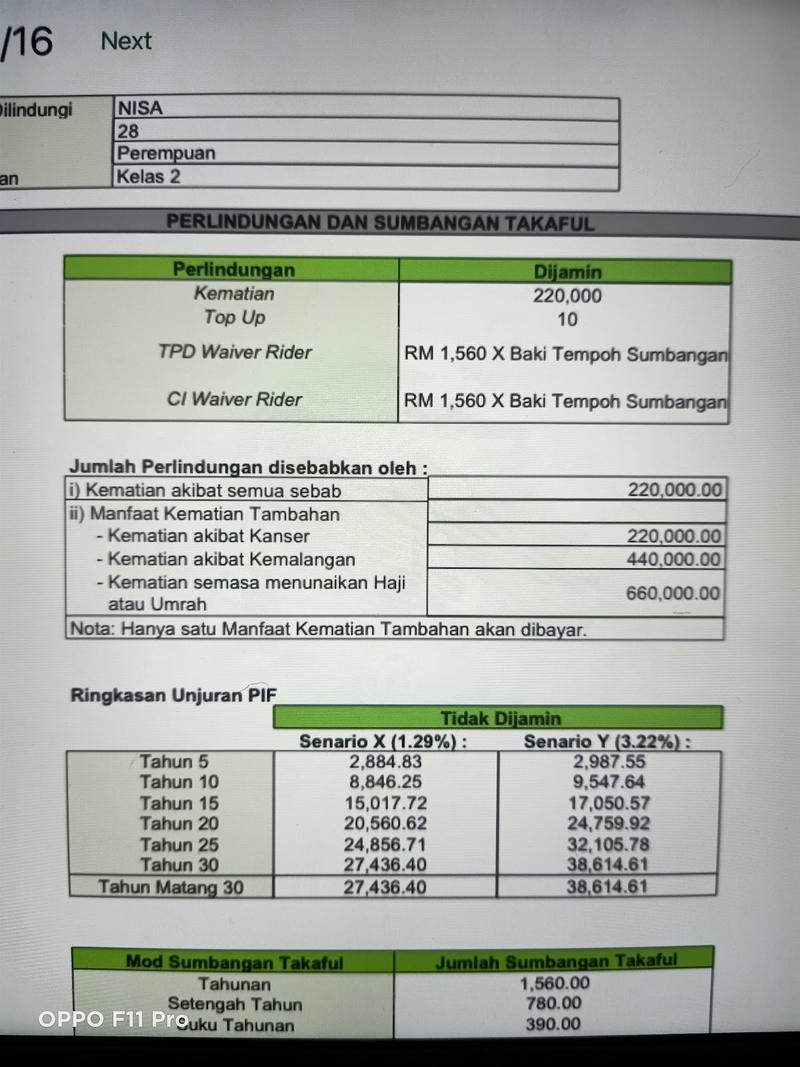 /16 Next
Dilindungi NISA
28
Perempuan
an Kelas 2
PERLINDUNGAN DAN SUMBANGAN TAKAFUL
Perlindungan Dijamin
Kematian 220,000
Top Up 10
TPD Waiver Rider RM 1,560 X Baki Tempoh Sumbangan
CI Waiver Rider RM 1,560 X Baki Tempoh Sumbangan
Jumlah Perlindungan disebabkan oleh :
i) Kematian akibat semua sebab 220,000.00
ii) Manfaat Kematian Tambahan
- Kematian akibat Kanser 220,000.00
- Kematian akibat Kemalangan 440,000.00
- Kematian semasa menunaikan Haji
atau Umrah 660,000.00
Nota: Hanya satu Manfaat Kematian Tambahan akan dibayar.
Ringkasan Unjuran PIF
Tidak Dijamin
Senario X (1.29%) : Senario Y (3.22%) :
Tahun 5 2,884.83 2,987.55
Tahun 10 8,846.25 9,547.64
Tahun 15 15,017.72 17,050.57
Tahun 20 20,560.62 24,759.92
Tahun 25 24,856.71 32,105.78
Tahun 30 27,436.40 38,614.61
Tahun Matang 30 27,436.40 38,614.61
Mod Sumbangan Takaful Jumlah Sumbangan Takaful
Tahunan 1,560.00
Setengah Tahun 780.00
Suku Tahunan 390.00
OPPO F11 Pro